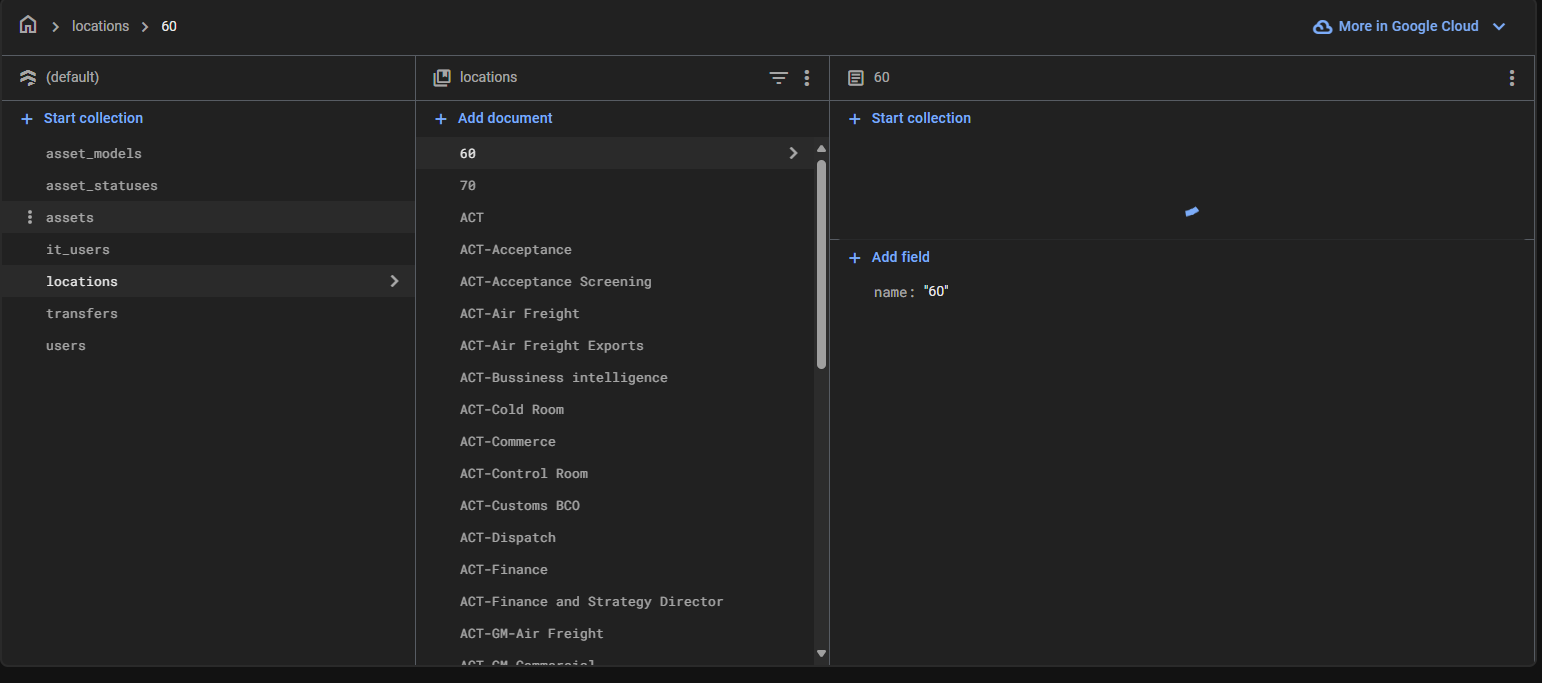 locations
60
More in Google Cloud
(default)
Start collection
asset_models
asset_statuses
assets
it_users
locations
transfers
users
locations
Add document
60
70
ACT
ACT-Acceptance
ACT-Acceptance Screening
ACT-Air Freight
ACT-Air Freight Exports
ACT-Bussiness intelligence
ACT-Cold Room
ACT-Commerce
ACT-Control Room
ACT-Customs BCO
ACT-Dispatch
ACT-Finance
ACT-Finance and Strategy Director
ACT-GM-Air Freight
60
Start collection
Add field
name: "60"